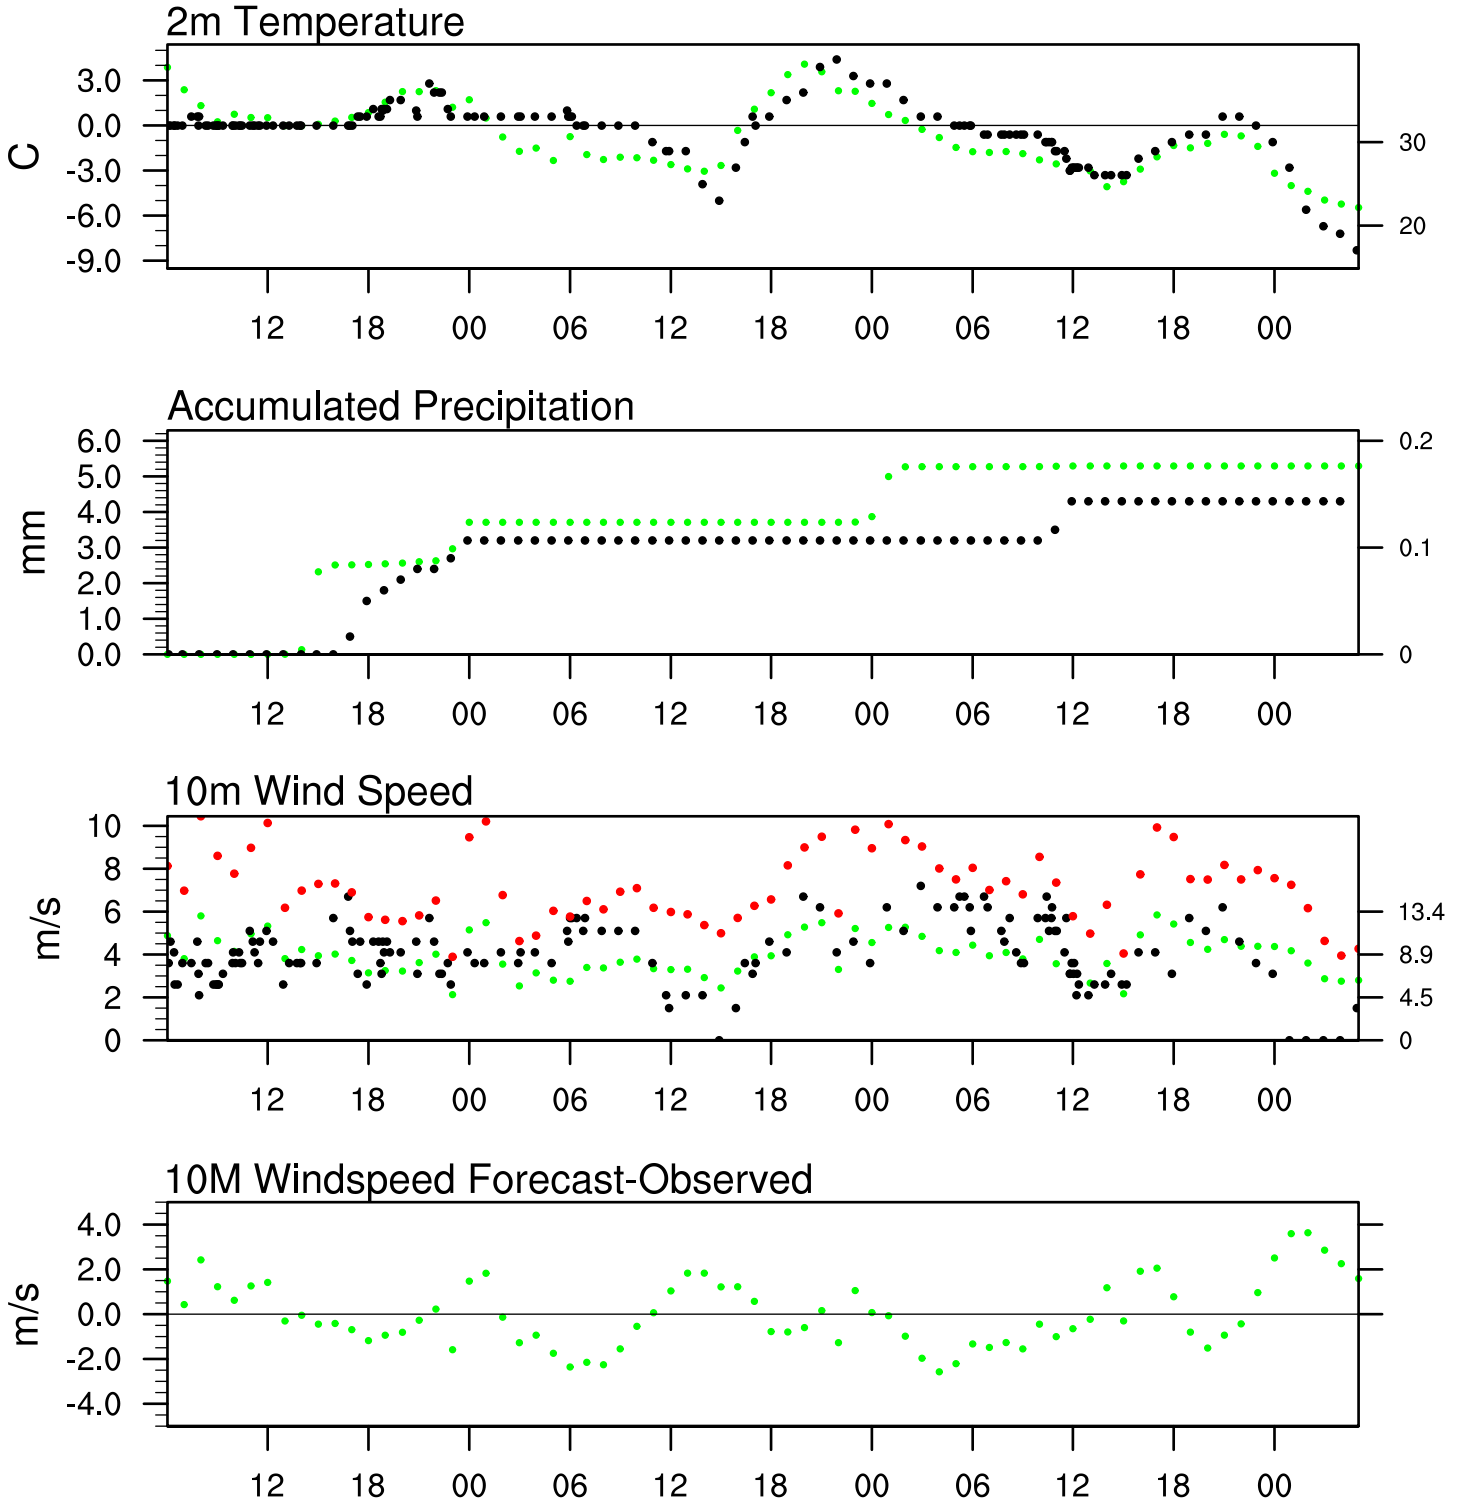 2m Temperature
C
3.0
0.0
-3.0
-6.0
-9.0
30
20
12 18 00 06 12 18 00 06 12 18 00
Accumulated Precipitation
mm
6.0
5.0
4.0
3.0
2.0
1.0
0.0
0.2
0.1
0
12 18 00 06 12 18 00 06 12 18 00
10m Wind Speed
m/s
10
8
6
4
2
0
13.4
8.9
4.5
0
12 18 00 06 12 18 00 06 12 18 00
10M Windspeed Forecast-Observed
m/s
4.0
2.0
0.0
-2.0
-4.0
12 18 00 06 12 18 00 06 12 18 00